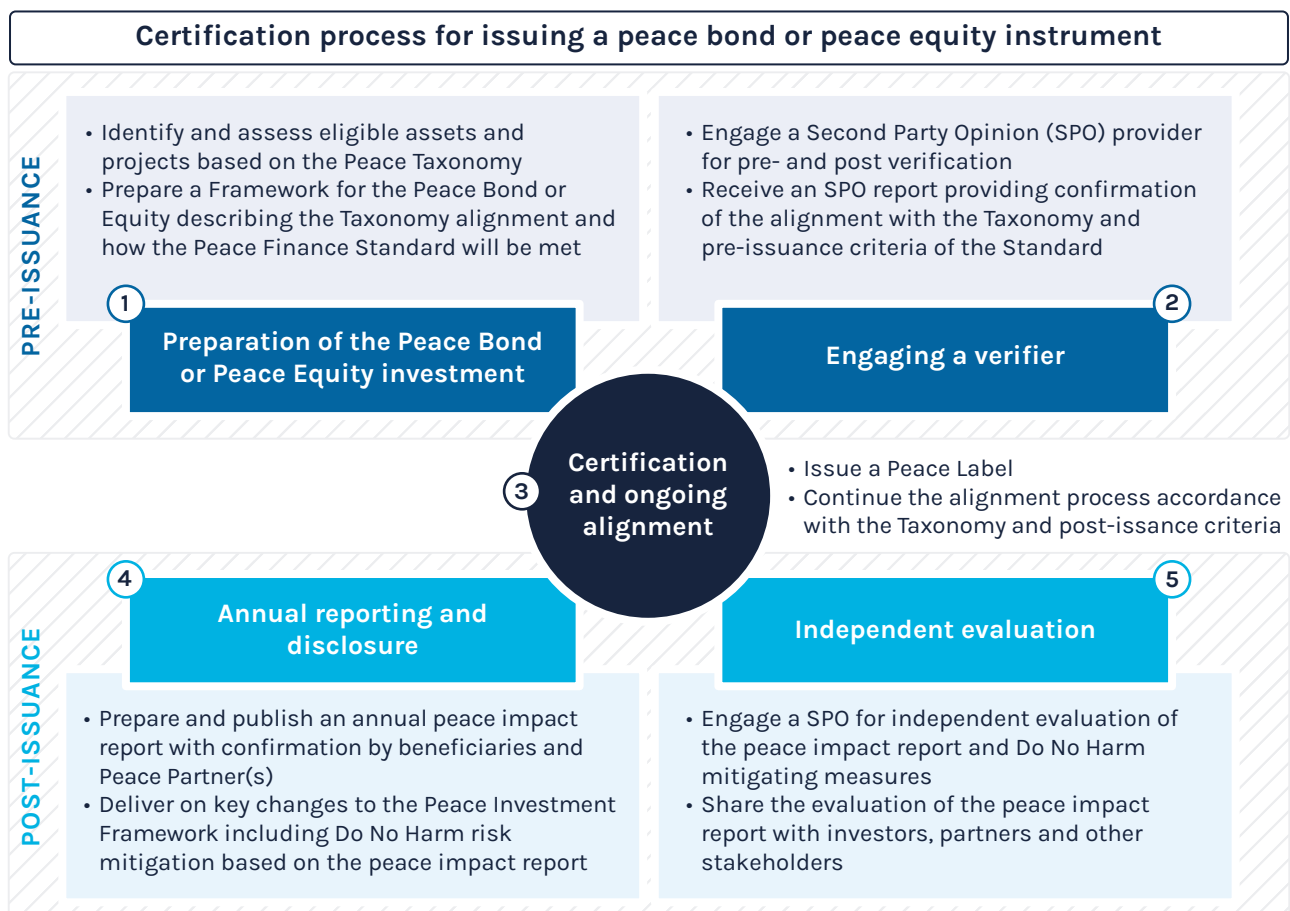 Certification process for issuing a peace bond or peace equity instrument
PRE-ISSUANCE
• Identify and assess eligible assets and
projects based on the Peace Taxonomy
• Prepare a Framework for the Peace Bond or
Equity describing the Taxonomy alignment and
how the Peace Finance Standard will be met
1
Preparation of the Peace Bond
or Peace Equity investment
• Engage a Second Party Opinion (SPO) provider
for pre- and post verification
• Receive an SPO report providing confirmation
of the alignment with the Taxonomy and
pre-issuance criteria of the Standard
2
Engaging a verifier
3
Certification
and ongoing
alignment
• Issue a Peace Label
• Continue the alignment process accordance
with the Taxonomy and post-issance criteria
POST-ISSUANCE
4
Annual reporting and
disclosure
• Prepare and publish an annual peace impact
report with confirmation by beneficiaries and
Peace Partner(s)
• Deliver on key changes to the Peace Investment
Framework including Do No Harm risk
mitigation based on the peace impact report
5
Independent evaluation
• Engage a SPO for independent evaluation of
the peace impact report and Do No Harm
mitigating measures
• Share the evaluation of the peace impact
report with investors, partners and other
stakeholders